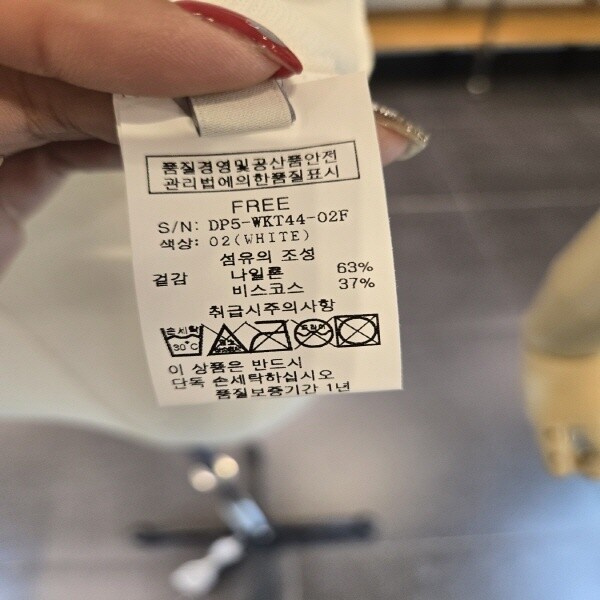 품질경영및공산품안전
관리법에의한품질표시
FREE
S/N: DP5-WKT44-02F
색상: 02(WHITE)
섬유의 조성
겉감 나일론 63%
비스코스 37%
취급시주의사항
손세탁
30°C
드라이
이 상품은 반드시
단독 손세탁하십시오
품질보증기간 1년